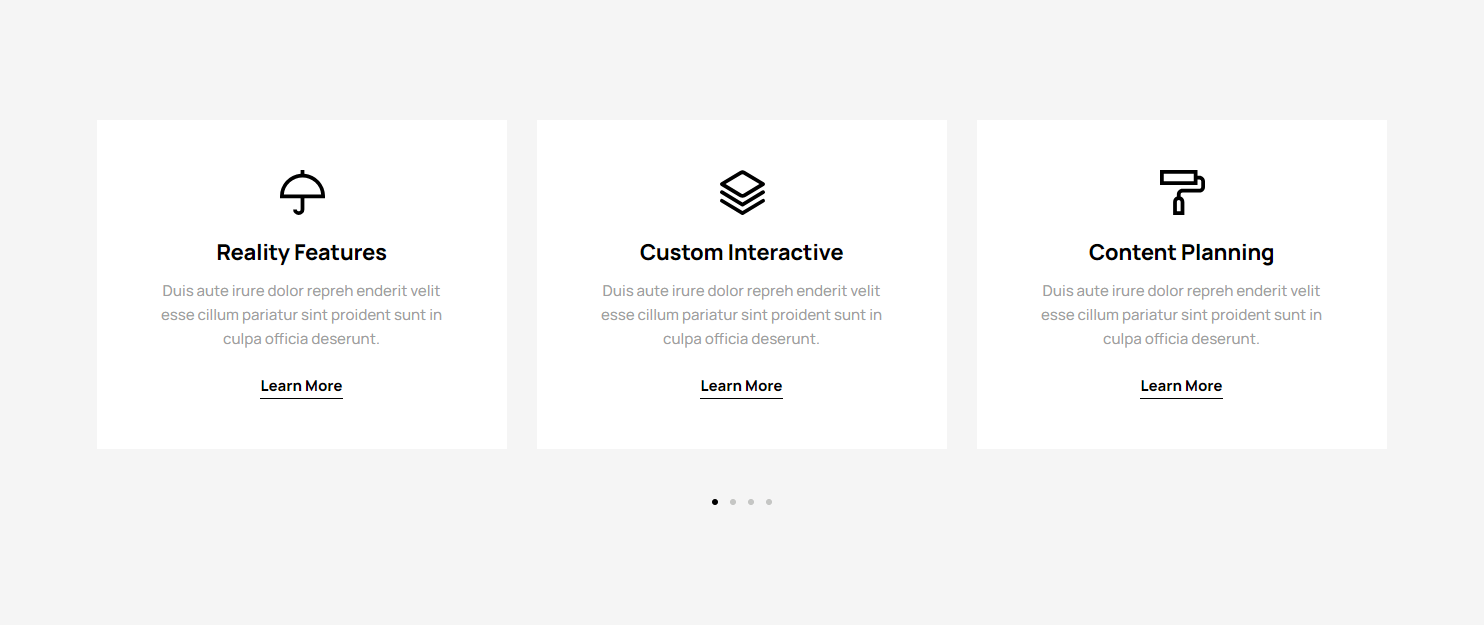 Reality Features
Duis aute irure dolor repreh enderit velit
esse cillum pariatur sint proident sunt in
culpa officia deserunt.
Learn More
Custom Interactive
Duis aute irure dolor repreh enderit velit
esse cillum pariatur sint proident sunt in
culpa officia deserunt.
Learn More
Content Planning
Duis aute irure dolor repreh enderit velit
esse cillum pariatur sint proident sunt in
culpa officia deserunt.
Learn More